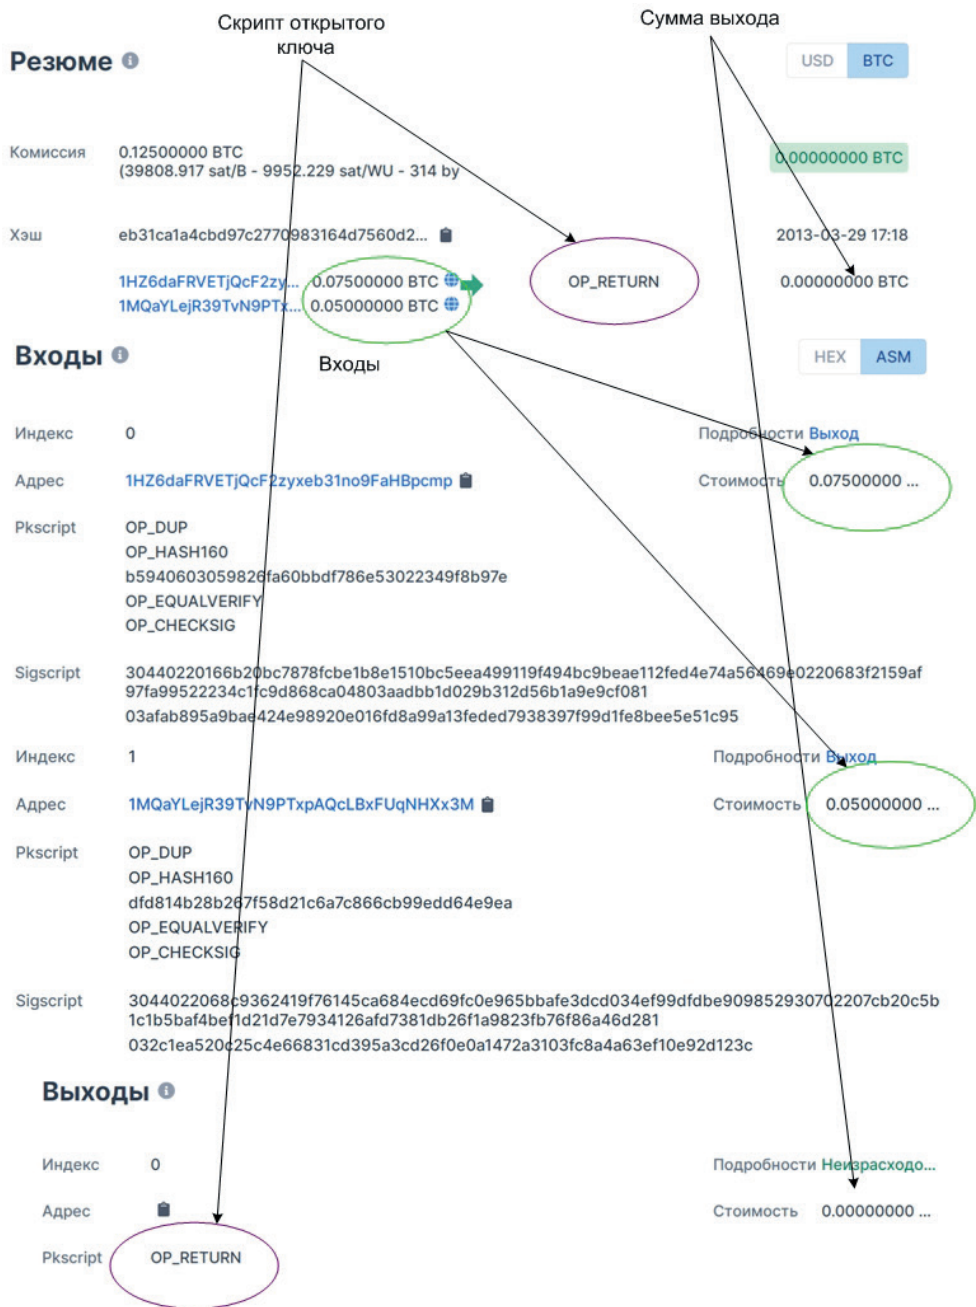 Скрипт открытого
ключа
Сумма выхода
Резюме
USD BTC
Комиссия 0.12500000 BTC
(39808.917 sat/B - 9952.229 sat/WU - 314 by
0.00000000 BTC
Хэш eb31ca1a4cbd97c2770983164d7560d2... 2013-03-29 17:18
1HZ6daFRVETjQcF2zy... 0.07500000 BTC OP_RETURN 0.00000000 BTC
1MQaYLejR39TvN9PTx... 0.05000000 BTC
Входы
Входы
HEX ASM
Индекс 0 Подробности Выход
Адрес 1HZ6daFRVETjQcF2zyxeb31no9FaHBpcmp Стоимость 0.07500000 ...
Pkscript OP_DUP
OP_HASH160
b5940603059826fa60bbdf786e53022349f8b97e
OP_EQUALVERIFY
OP_CHECKSIG
Sigscript 30440220166b20bc7878fcbe1b8e1510bc5eea499119f494bc9beae112fed4e74a56469e0220683f2159af
97fa99522234c1fc9d868ca04803aadbb1d029b312d56b1a9e9cf081
03afab895a9bae424e98920e016fd8a99a13feded7938397f99d1fe8bee5e51c95
Индекс 1 Подробности Выход
Адрес 1MQaYLejR39TvN9PTxpAQcLBxFUqNHXx3M Стоимость 0.05000000 ...
Pkscript OP_DUP
OP_HASH160
dfd814b28b267f58d21c6a7c866cb99edd64e9ea
OP_EQUALVERIFY
OP_CHECKSIG
Sigscript 3044022068c9362419f76145ca684ecd69fc0e965bbafe3dcd034ef99dfdbe909852930702207cb20c5b
1c1b5baf4bef1d21d7e7934126afd7381db26f1a9823fb76f86a46d281
032c1ea520c25c4e66831cd395a3cd26f0e0a1472a3103fc8a4a63ef10e92d123c
Выходы
Индекс 0 Подробности Неизрасходо...
Адрес Стоимость 0.00000000 ...
Pkscript OP_RETURN